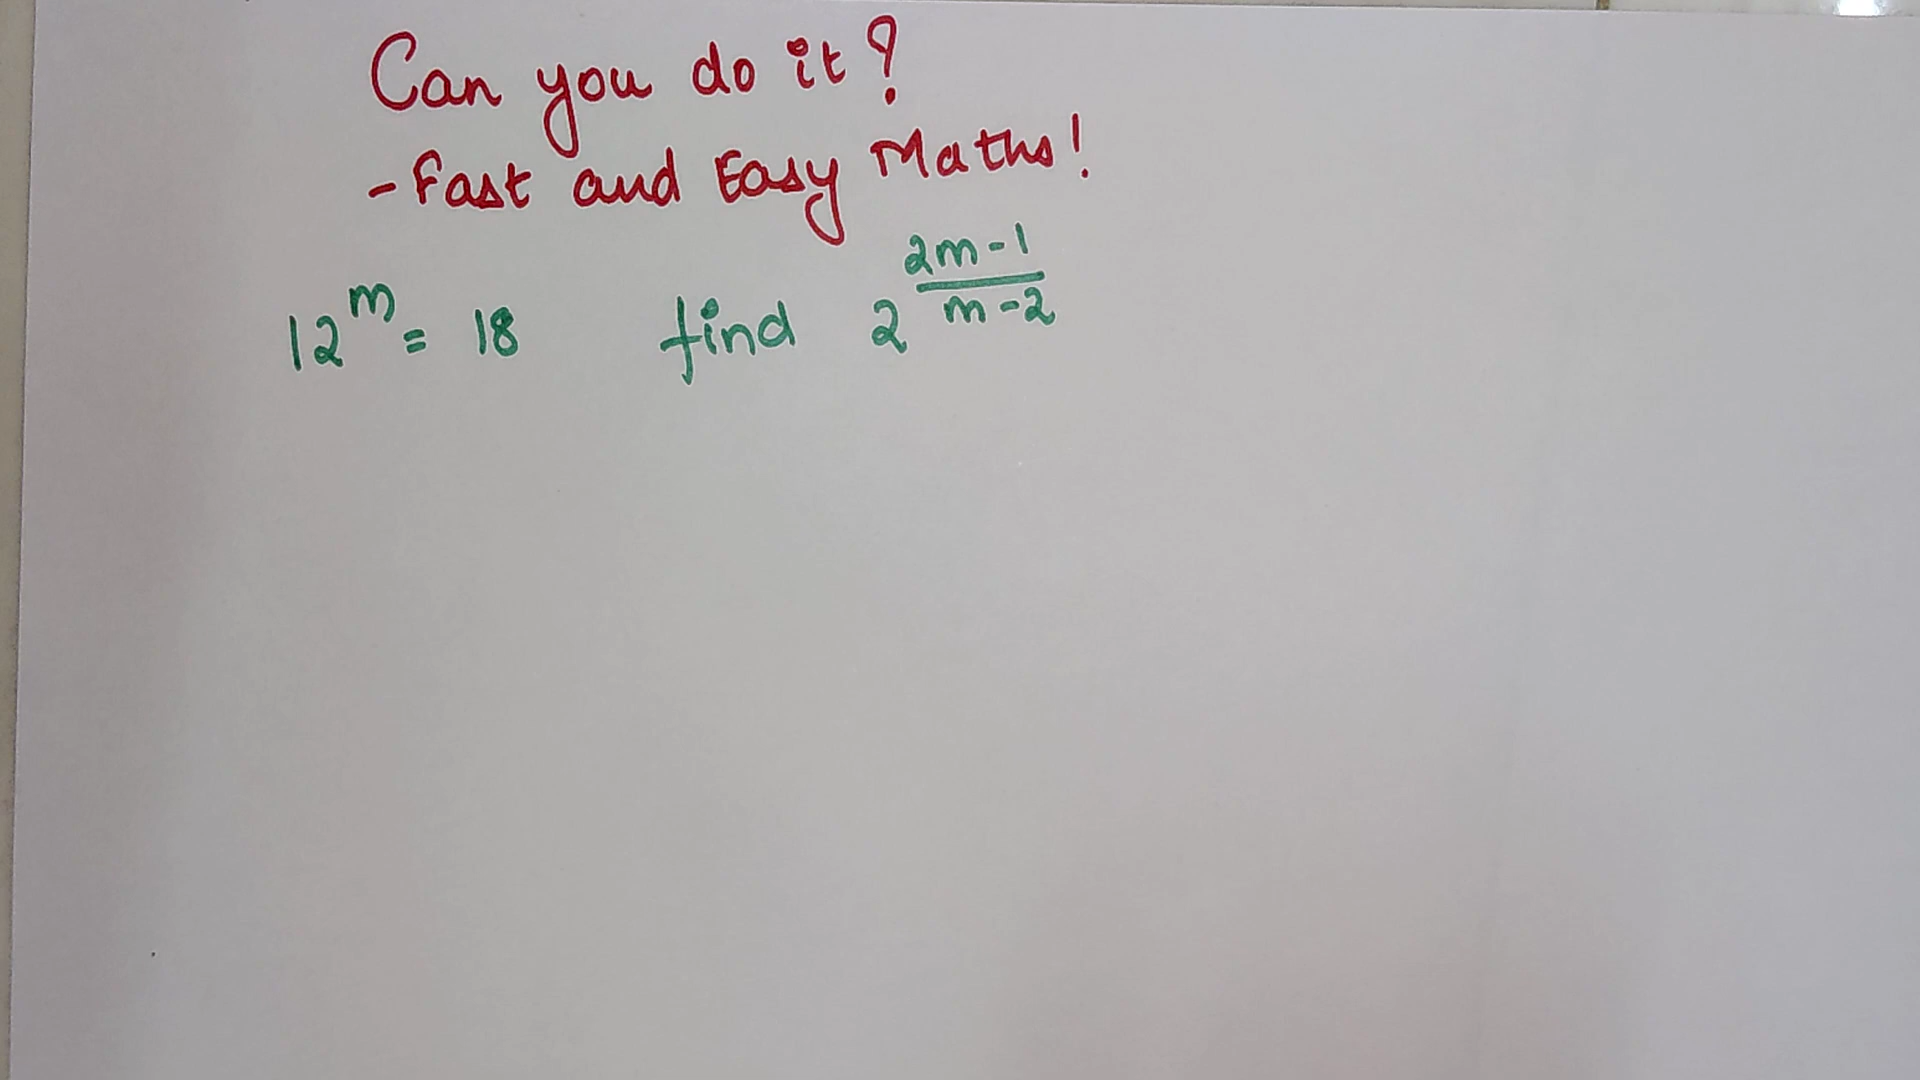 Can you do it?
- Fast and Easy Maths!
12^m = 18 find 2^((2m-1)/(m-2))